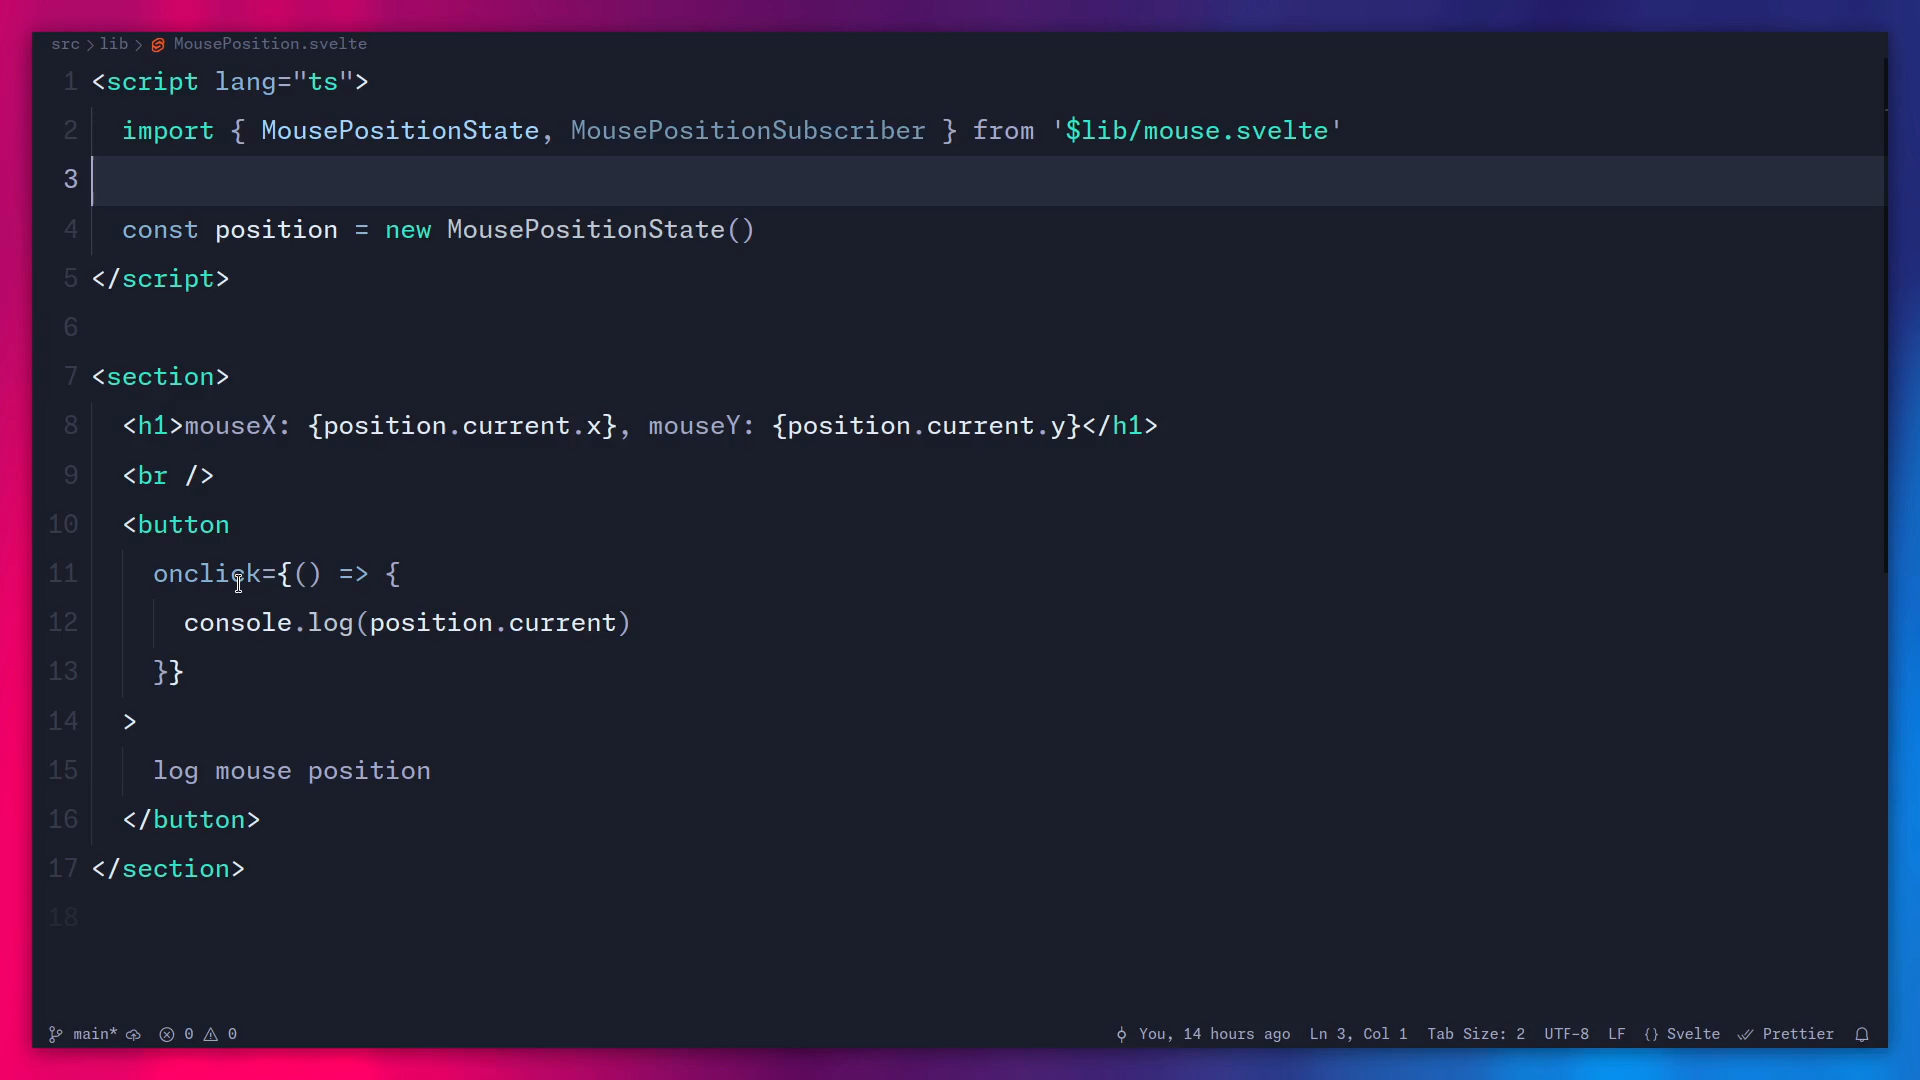 src > lib > MousePosition.svelte
1 <script lang="ts">
2 import { MousePositionState, MousePositionSubscriber } from '$lib/mouse.svelte'
3
4 const position = new MousePositionState()
5 </script>
6
7 <section>
8 <h1>mouseX: {position.current.x}, mouseY: {position.current.y}</h1>
9 <br />
10 <button
11 onclick={() => {
12 console.log(position.current)
13 }}
14 >
15 log mouse position
16 </button>
17 </section>
18
main* 0 0 You, 14 hours ago Ln 3, Col 1 Tab Size: 2 UTF-8 LF {} Svelte Prettier